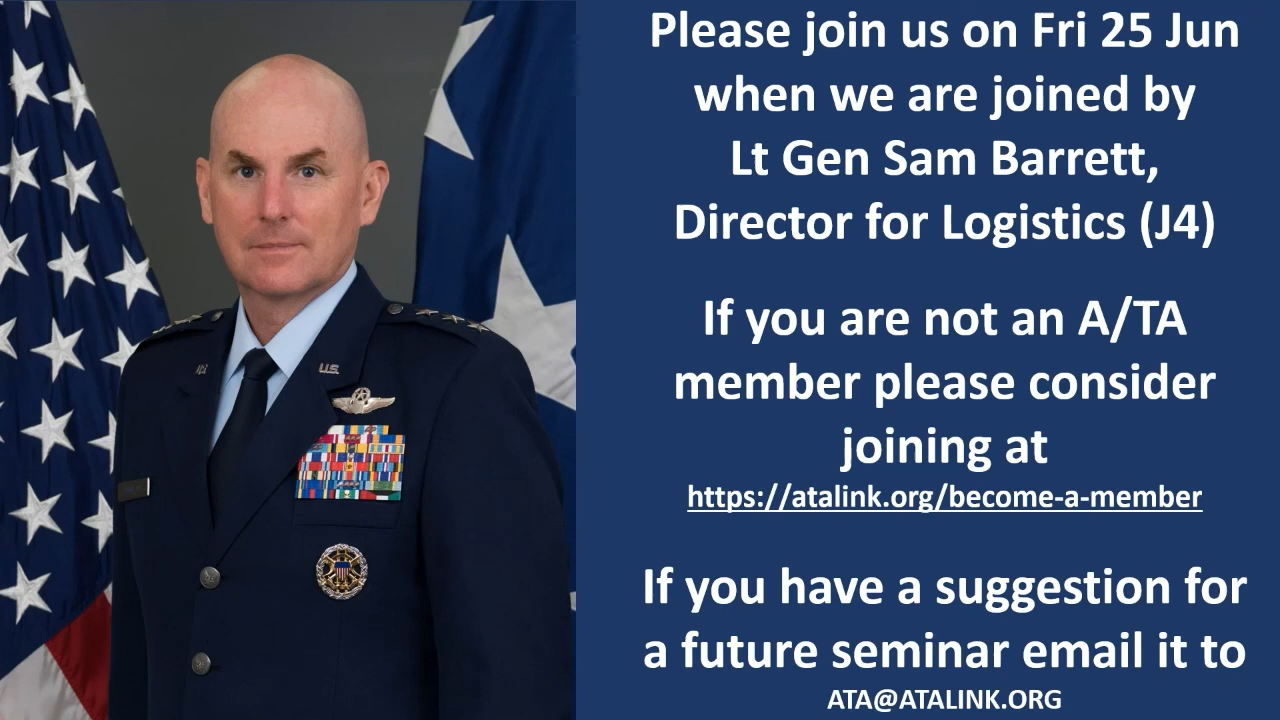 Please join us on Fri 25 Jun
when we are joined by
Lt Gen Sam Barrett,
Director for Logistics (J4)
If you are not an A/TA
member please consider
joining at
https://atalink.org/become-a-member
If you have a suggestion for
a future seminar email it to
ATA@ATALINK.ORG
U.S.